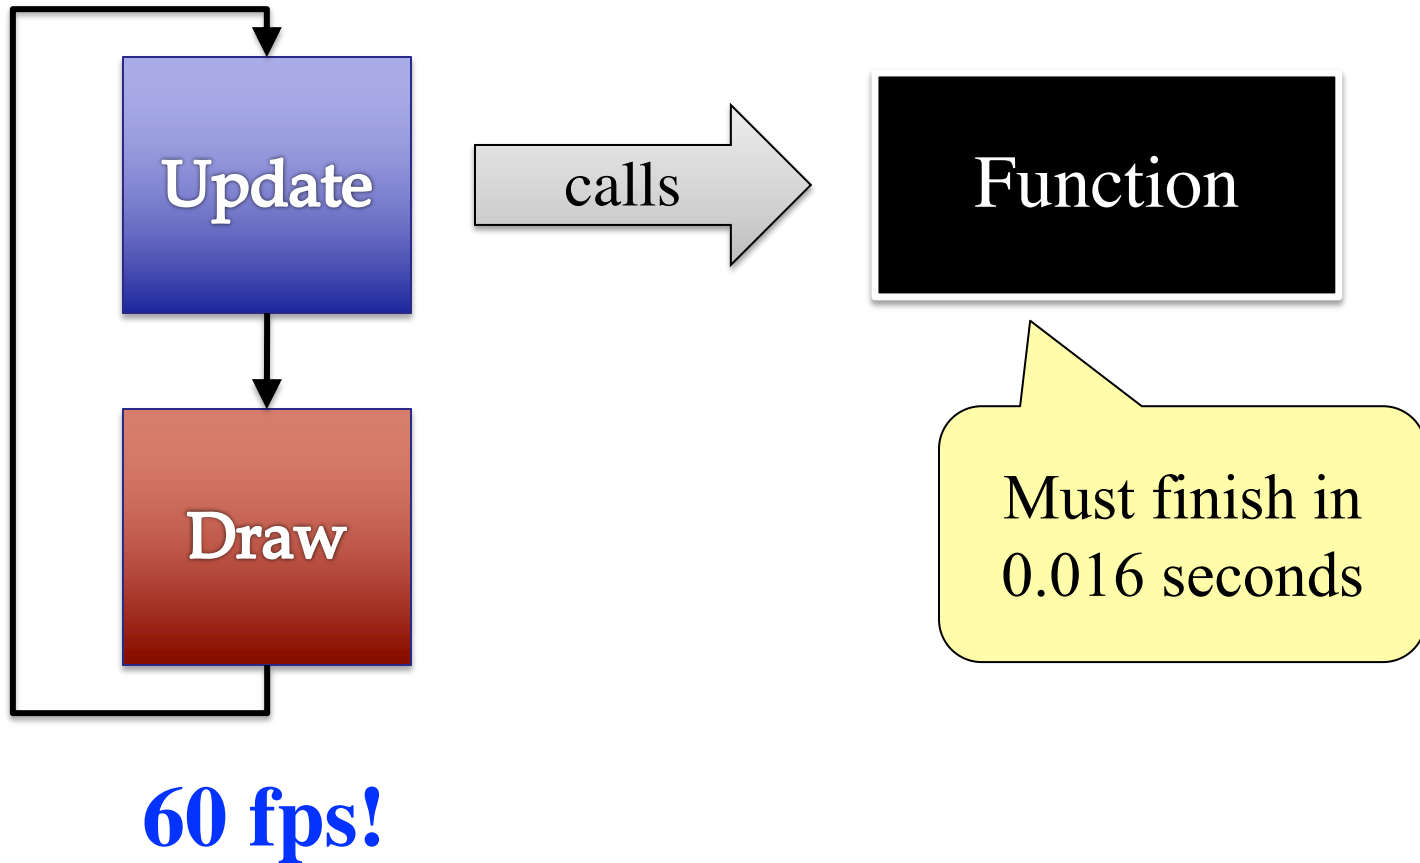 Update
calls
Function
Draw
Must finish in
0.016 seconds
60 fps!